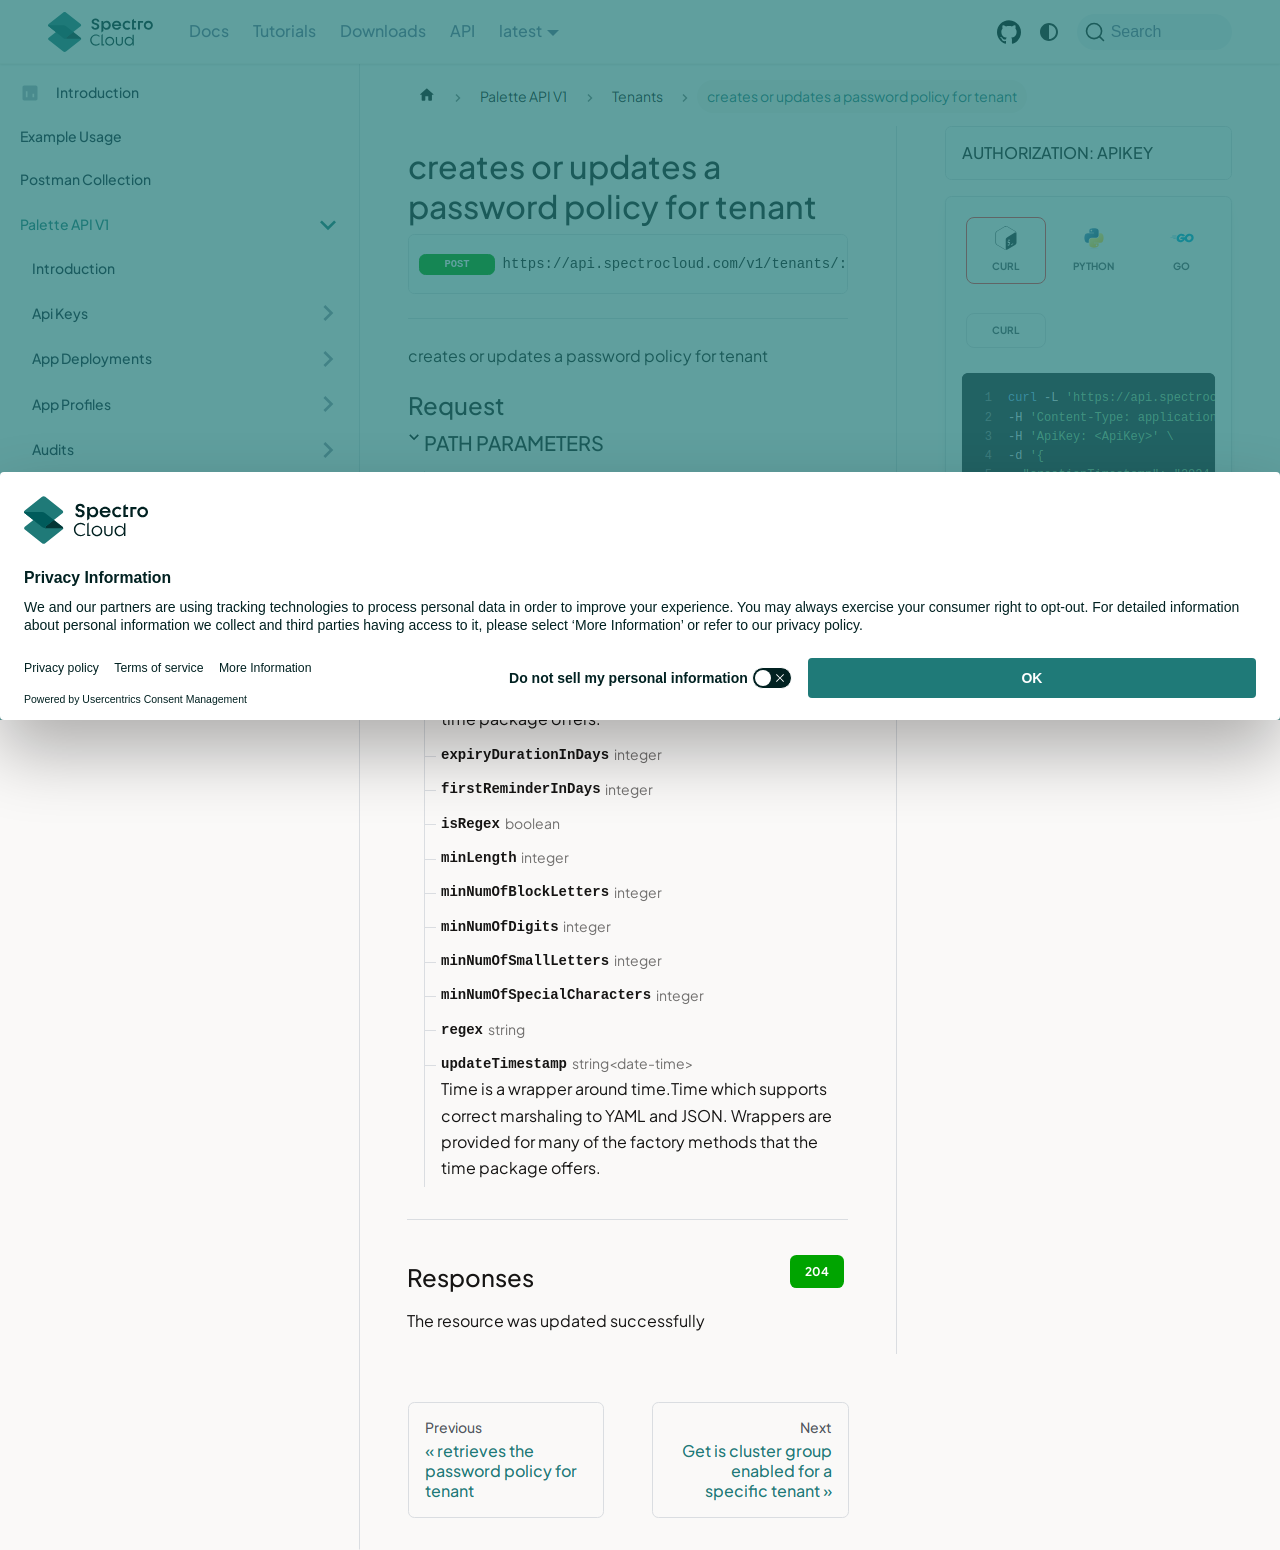 Spectro
Cloud
Docs
Tutorials
Downloads
API
latest
Search
Introduction
Example Usage
Postman Collection
Palette API V1
Introduction
Api Keys
App Deployments
App Profiles
Audits
Palette API V1
Tenants
creates or updates a password policy for tenant
creates or updates a
password policy for tenant
POST
https://api.spectrocloud.com/v1/tenants/:
creates or updates a password policy for tenant
Request
PATH PARAMETERS
AUTHORIZATION: APIKEY
CURL
PYTHON
GO
CURL
1 curl -L 'https://api.spectroc
2 -H 'Content-Type: application
3 -H 'ApiKey: <ApiKey>' \
4 -d '{
Spectro
Cloud
Privacy Information
We and our partners are using tracking technologies to process personal data in order to improve your experience. You may always exercise your consumer right to opt-out. For detailed information
about personal information we collect and third parties having access to it, please select ‘More Information’ or refer to our privacy policy.
Privacy policy
Terms of service
More Information
Powered by Usercentrics Consent Management
Do not sell my personal information
OK
time package offers.
expiryDurationInDays integer
firstReminderInDays integer
isRegex boolean
minLength integer
minNumOfBlockLetters integer
minNumOfDigits integer
minNumOfSmallLetters integer
minNumOfSpecialCharacters integer
regex string
updateTimestamp string<date-time>
Time is a wrapper around time.Time which supports
correct marshaling to YAML and JSON. Wrappers are
provided for many of the factory methods that the
time package offers.
Responses
204
The resource was updated successfully
Previous
« retrieves the
password policy for
tenant
Next
Get is cluster group
enabled for a
specific tenant »